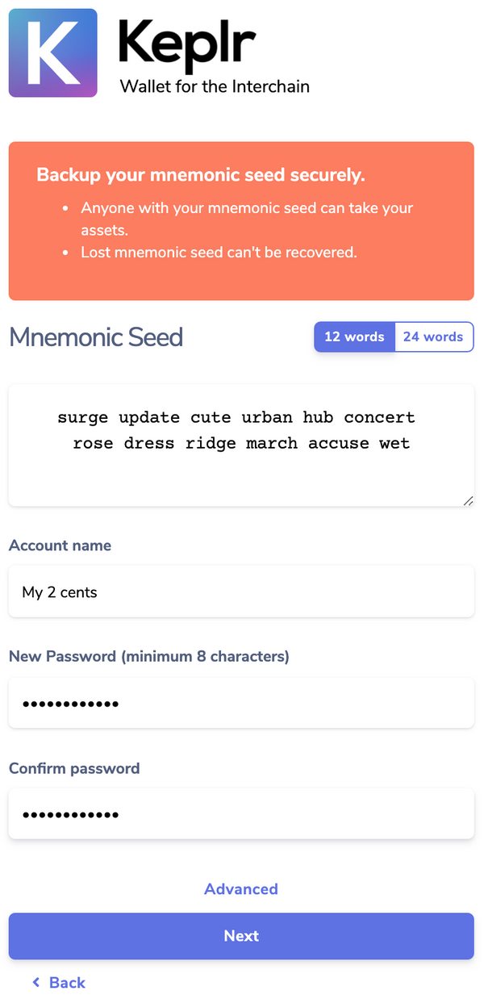 K Keplr
Wallet for the Interchain
Backup your mnemonic seed securely.
• Anyone with your mnemonic seed can take your
assets.
• Lost mnemonic seed can't be recovered.
Mnemonic Seed
12 words 24 words
surge update cute urban hub concert
rose dress ridge march accuse wet
Account name
My 2 cents
New Password (minimum 8 characters)
••••••••••••
Confirm password
••••••••••••
Advanced
Next
Back